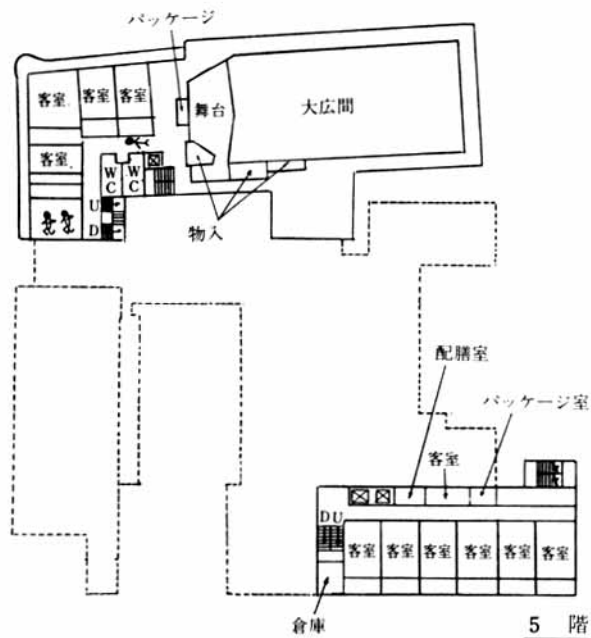 パッケージ
客室 客室 客室 舞台 大広間
客室
WC WC
U
D
物入
配膳室
パッケージ室
客室
DU
客室 客室 客室 客室 客室 客室
倉庫
5 階